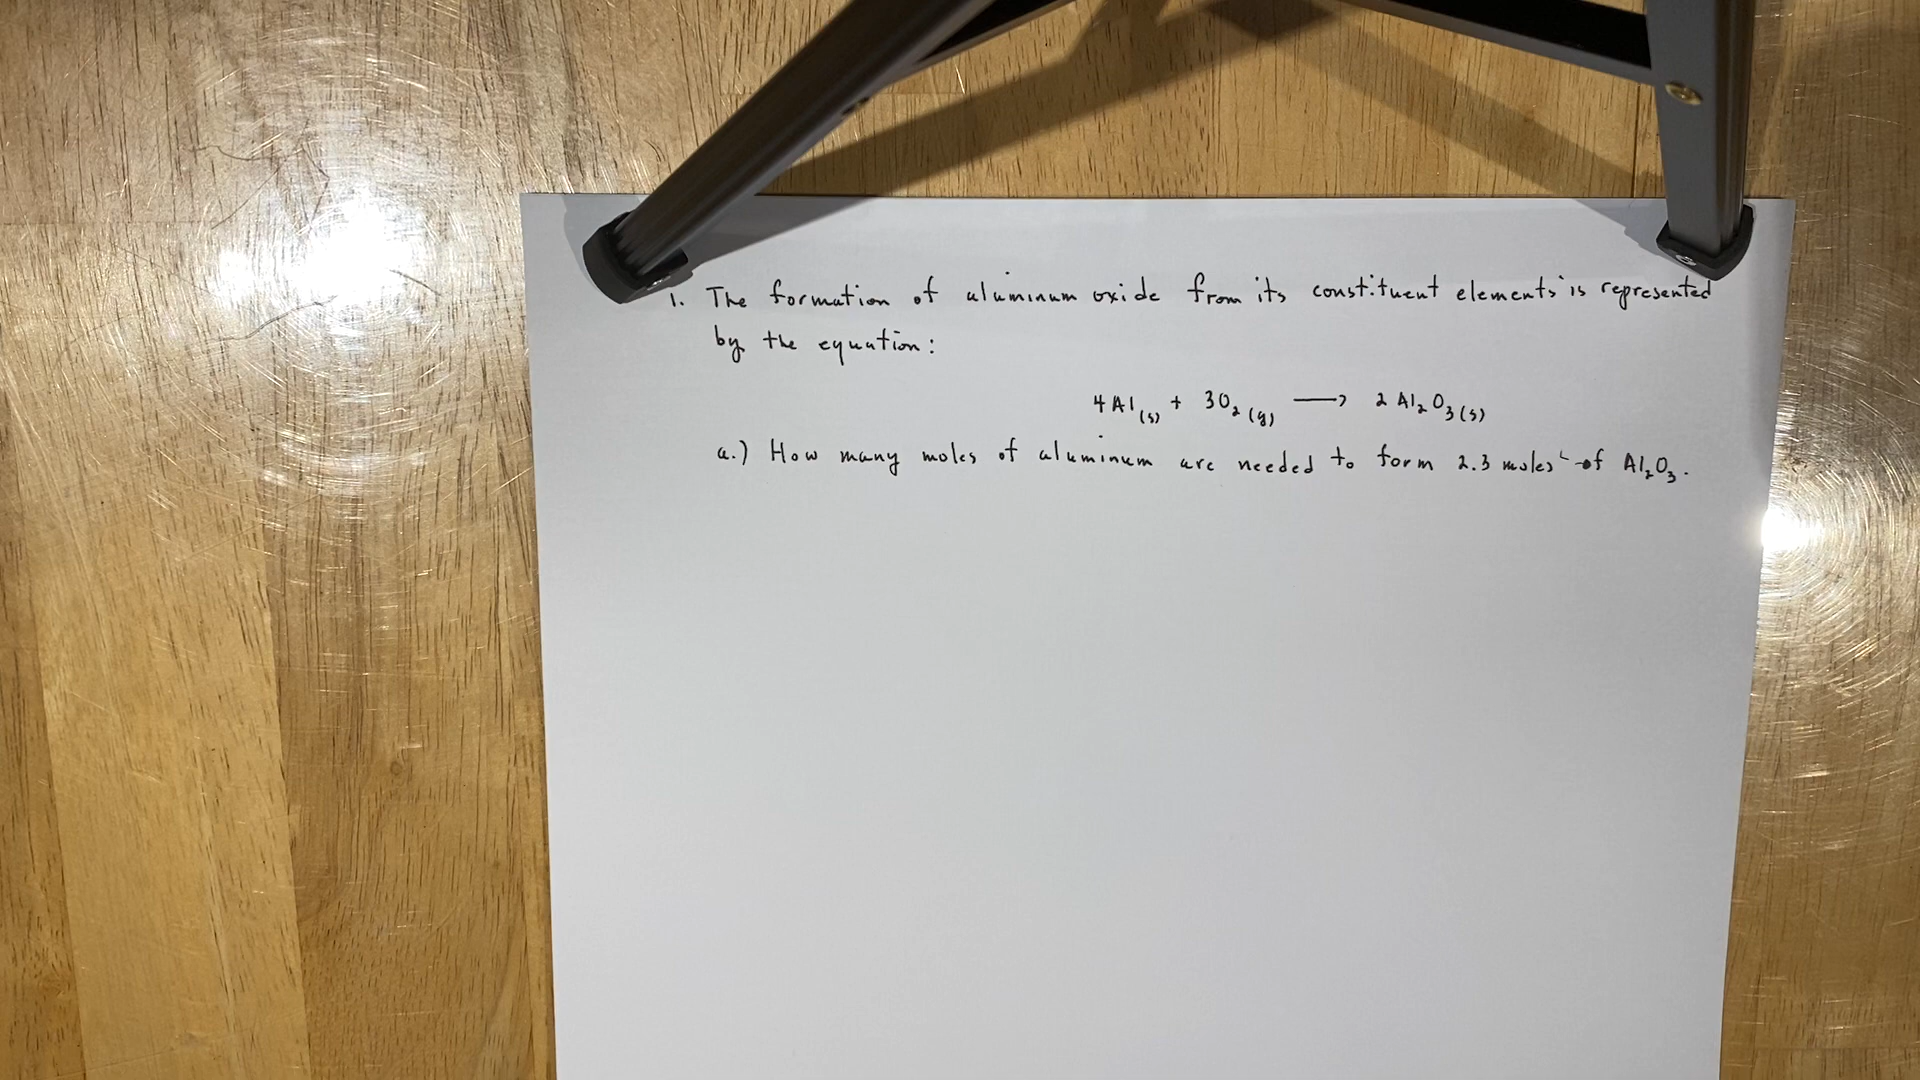 1. The formation of aluminum oxide from its constituent elements is represented
by the equation:
4Al(s) + 3O₂(g) ⟶ 2Al₂O₃(s)
a.) How many moles of aluminum are needed to form 2.3 moles of Al₂O₃.